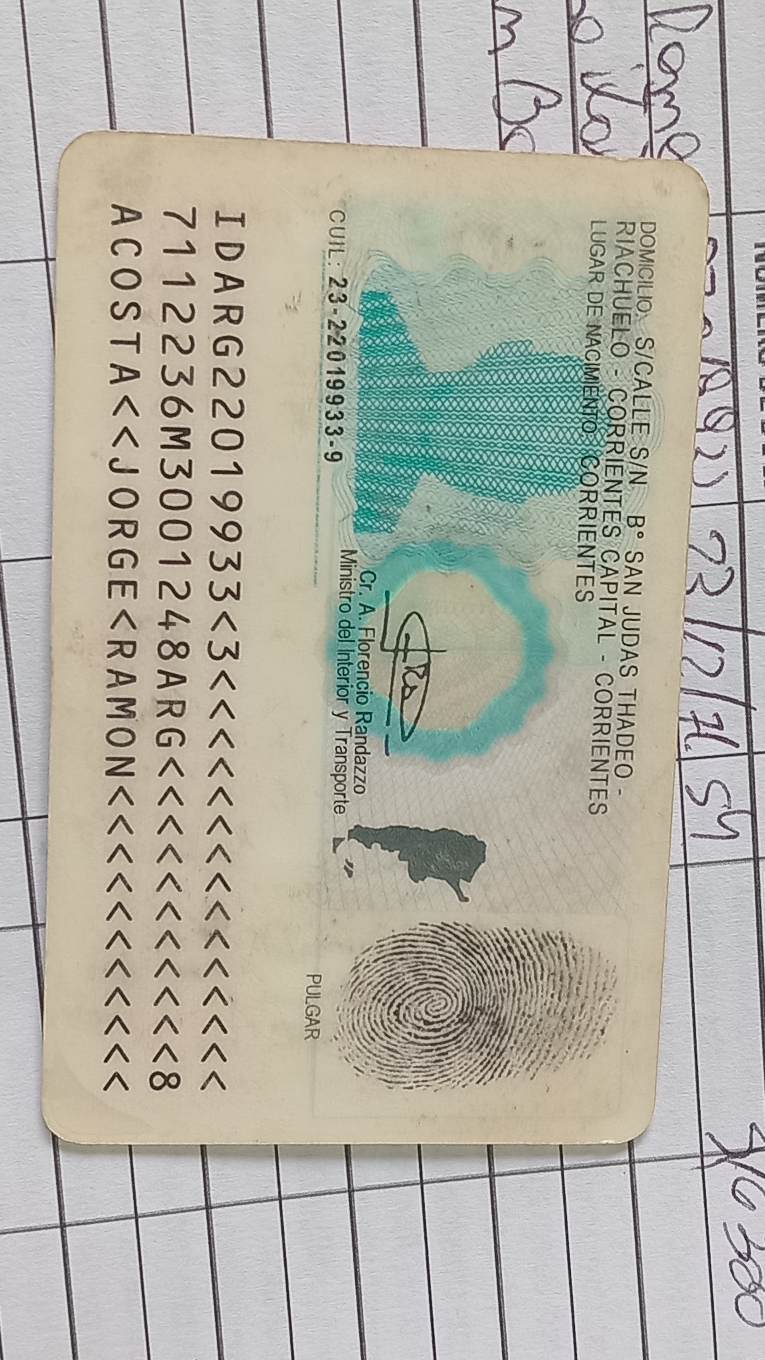 DOMICILIO: S/CALLE S/N B° SAN JUDAS THADEO -
RIACHUELO - CORRIENTES CAPITAL - CORRIENTES
LUGAR DE NACIMIENTO: CORRIENTES
Cr. A. Florencio Randazzo
Ministro del Interior y Transporte
CUIL: 23-22019933-9
PULGAR
IDARG22019933<3<<<<<<<<<<<<<<<
7112236M3001248ARG<<<<<<<<<<<8
ACOSTA<<JORGE<RAMON<<<<<<<<<<<